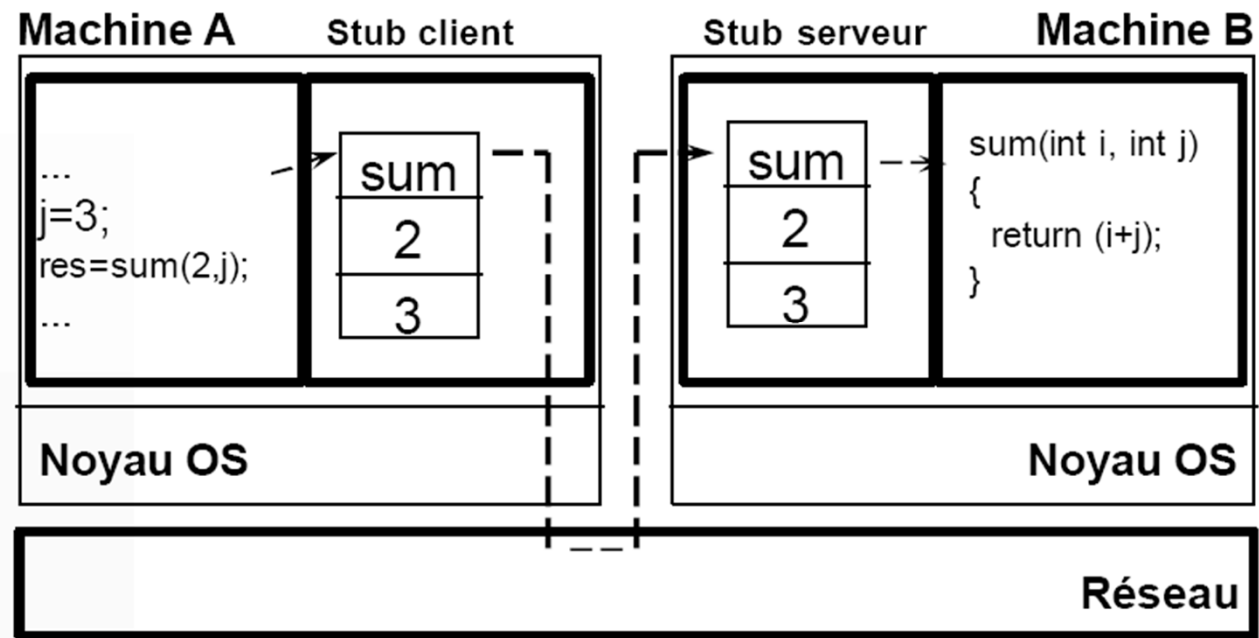 Machine A
Stub client
Stub serveur
Machine B
...
j=3;
res=sum(2,j);
...
sum
2
3
sum
2
3
sum(int i, int j)
{
return (i+j);
}
Noyau OS
Noyau OS
Réseau